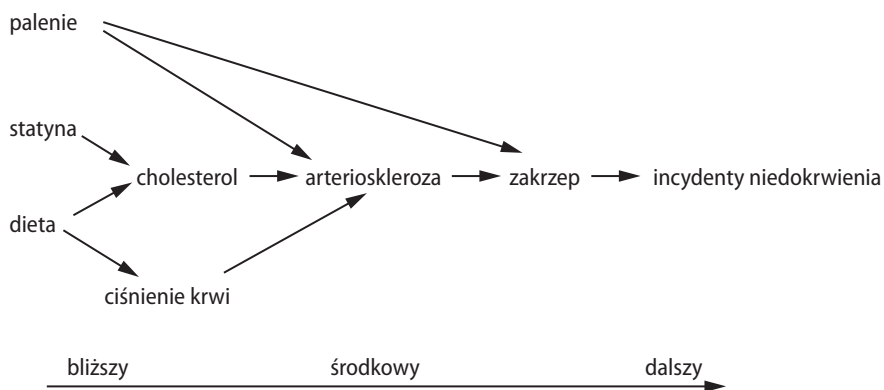 palenie
statyna
cholesterol arterioskleroza zakrzep incydenty niedokrwienia
dieta
ciśnienie krwi
bliższy środkowy dalszy